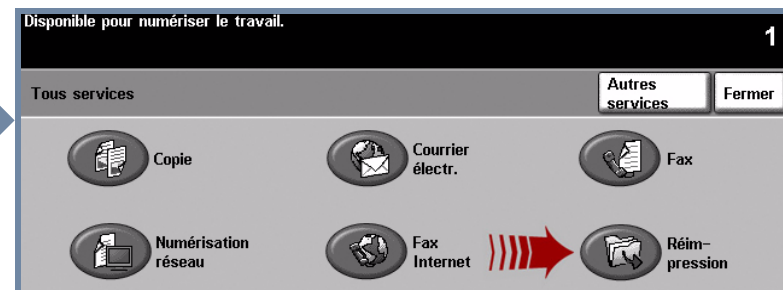 Disponible pour numériser le travail.
1
Tous services
Autres
services
Fermer
Copie
Courrier
électr.
Fax
Numérisation
réseau
Fax
Internet
Réim-
pression